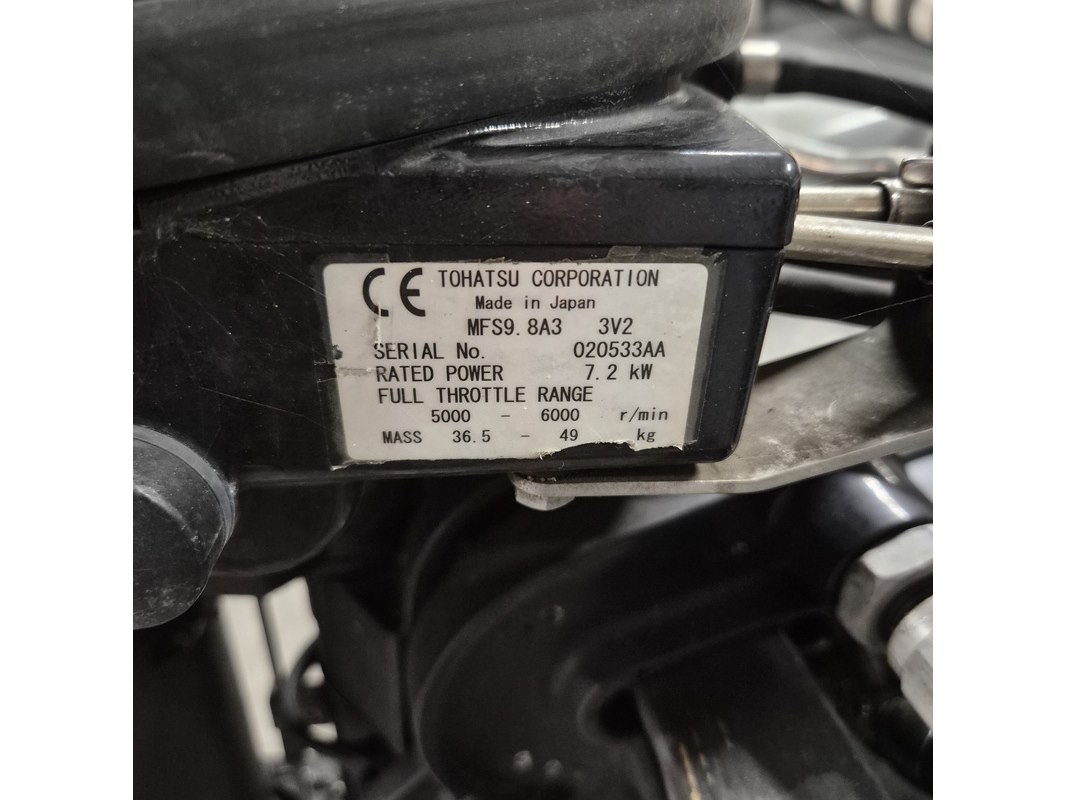 CE TOHATSU CORPORATION
Made in Japan
MFS9.8A3 3V2
SERIAL No. 020533AA
RATED POWER 7.2 kW
FULL THROTTLE RANGE
5000 - 6000 r/min
MASS 36.5 - 49 kg